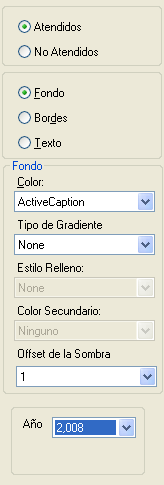 Atendidos
No Atendidos
Fondo
Bordes
Texto
Fondo
Color:
ActiveCaption
Tipo de Gradiente
None
Estilo Relleno:
None
Color Secundario:
Ninguno
Offset de la Sombra
1
Año 2,008